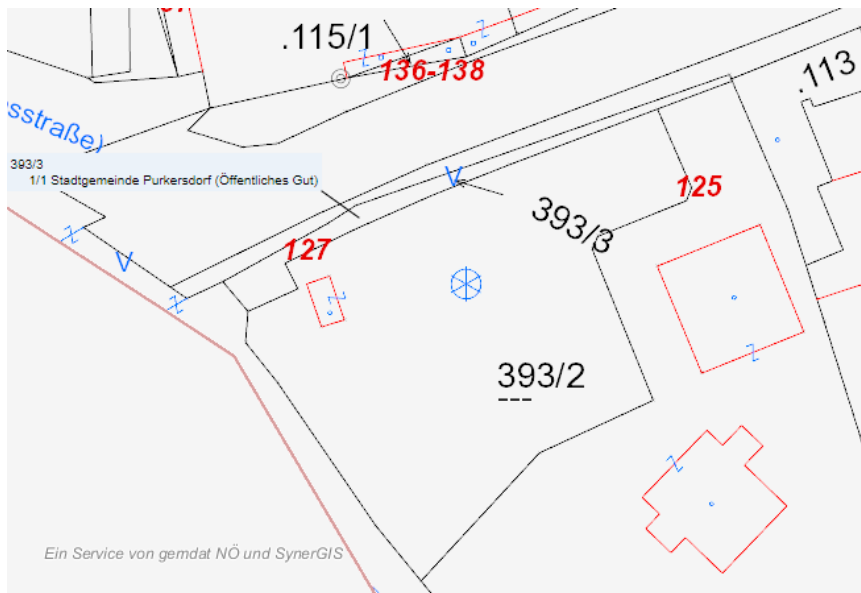 .115/1
136-138
.113
sstraße)
393/3
1/1 Stadtgemeinde Purkersdorf (Öffentliches Gut)
V
125
393/3
127
V
393/2
Ein Service von gemdat NÖ und SynerGIS